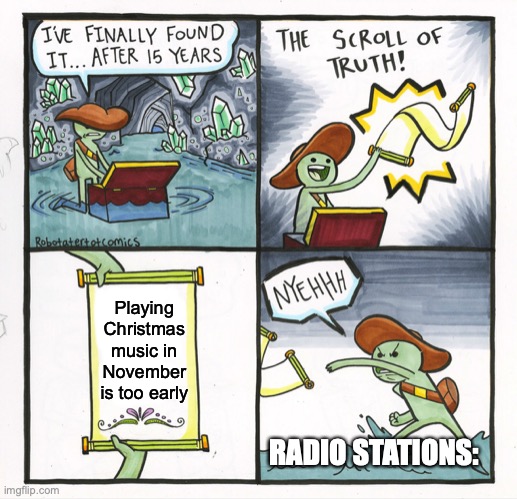 I'VE FINALLY FOUND
IT... AFTER 15 YEARS
THE SCROLL OF
TRUTH!
Robotatertotcomics
Playing
Christmas
music in
November
is too early
NYEHHH
RADIO STATIONS:
imgflip.com